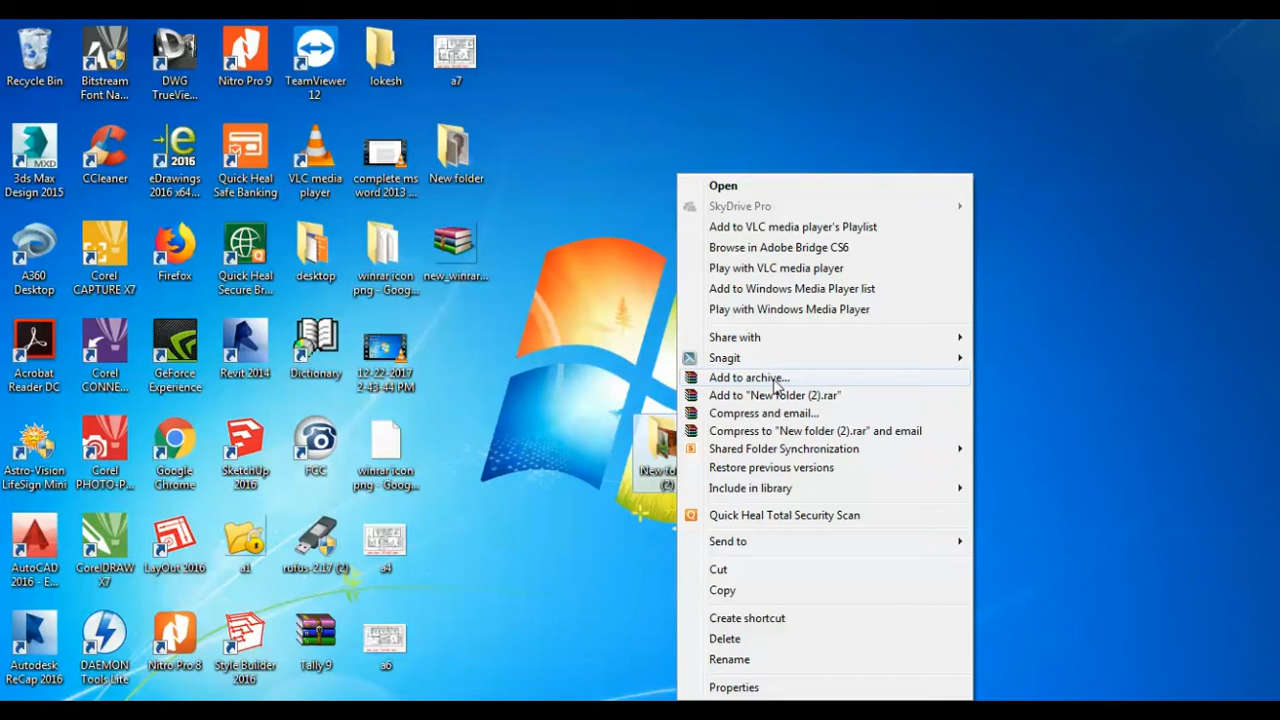 Recycle Bin
Bitstream
Font Na...
DWG
TrueVie...
Nitro Pro 9
TeamViewer
12
lokesh
a7
3ds Max
Design 2015
MXD
CCleaner
2016
eDrawings
2016 x64...
Quick Heal
Safe Banking
VLC media
player
complete ms
word 2013 ...
New folder
A360
Desktop
Corel
CAPTURE X7
Firefox
Quick Heal
Secure Br...
desktop
winrar icon
png - Goog...
new_winrar...
Acrobat
Reader DC
Corel
CONNE...
GeForce
Experience
Revit 2014
Dictionary
12-22-2017
2-43-44 PM
Astro-Vision
LifeSign Mini
Corel
PHOTO-P...
Google
Chrome
SketchUp
2016
FGC
winrar icon
png - Goog...
New fo
(2)
AutoCAD
2016 - E...
CorelDRAW
X7
LayOut 2016
a1
rufus-2.17 (2)
a4
Autodesk
ReCap 2016
DAEMON
Tools Lite
Nitro Pro 8
Style Builder
2016
Tally 9
a6
Open
SkyDrive Pro
Add to VLC media player's Playlist
Browse in Adobe Bridge CS6
Play with VLC media player
Add to Windows Media Player list
Play with Windows Media Player
Share with
Snagit
Add to archive...
Add to "New folder (2).rar"
Compress and email...
Compress to "New folder (2).rar" and email
Shared Folder Synchronization
Restore previous versions
Include in library
Quick Heal Total Security Scan
Send to
Cut
Copy
Create shortcut
Delete
Rename
Properties